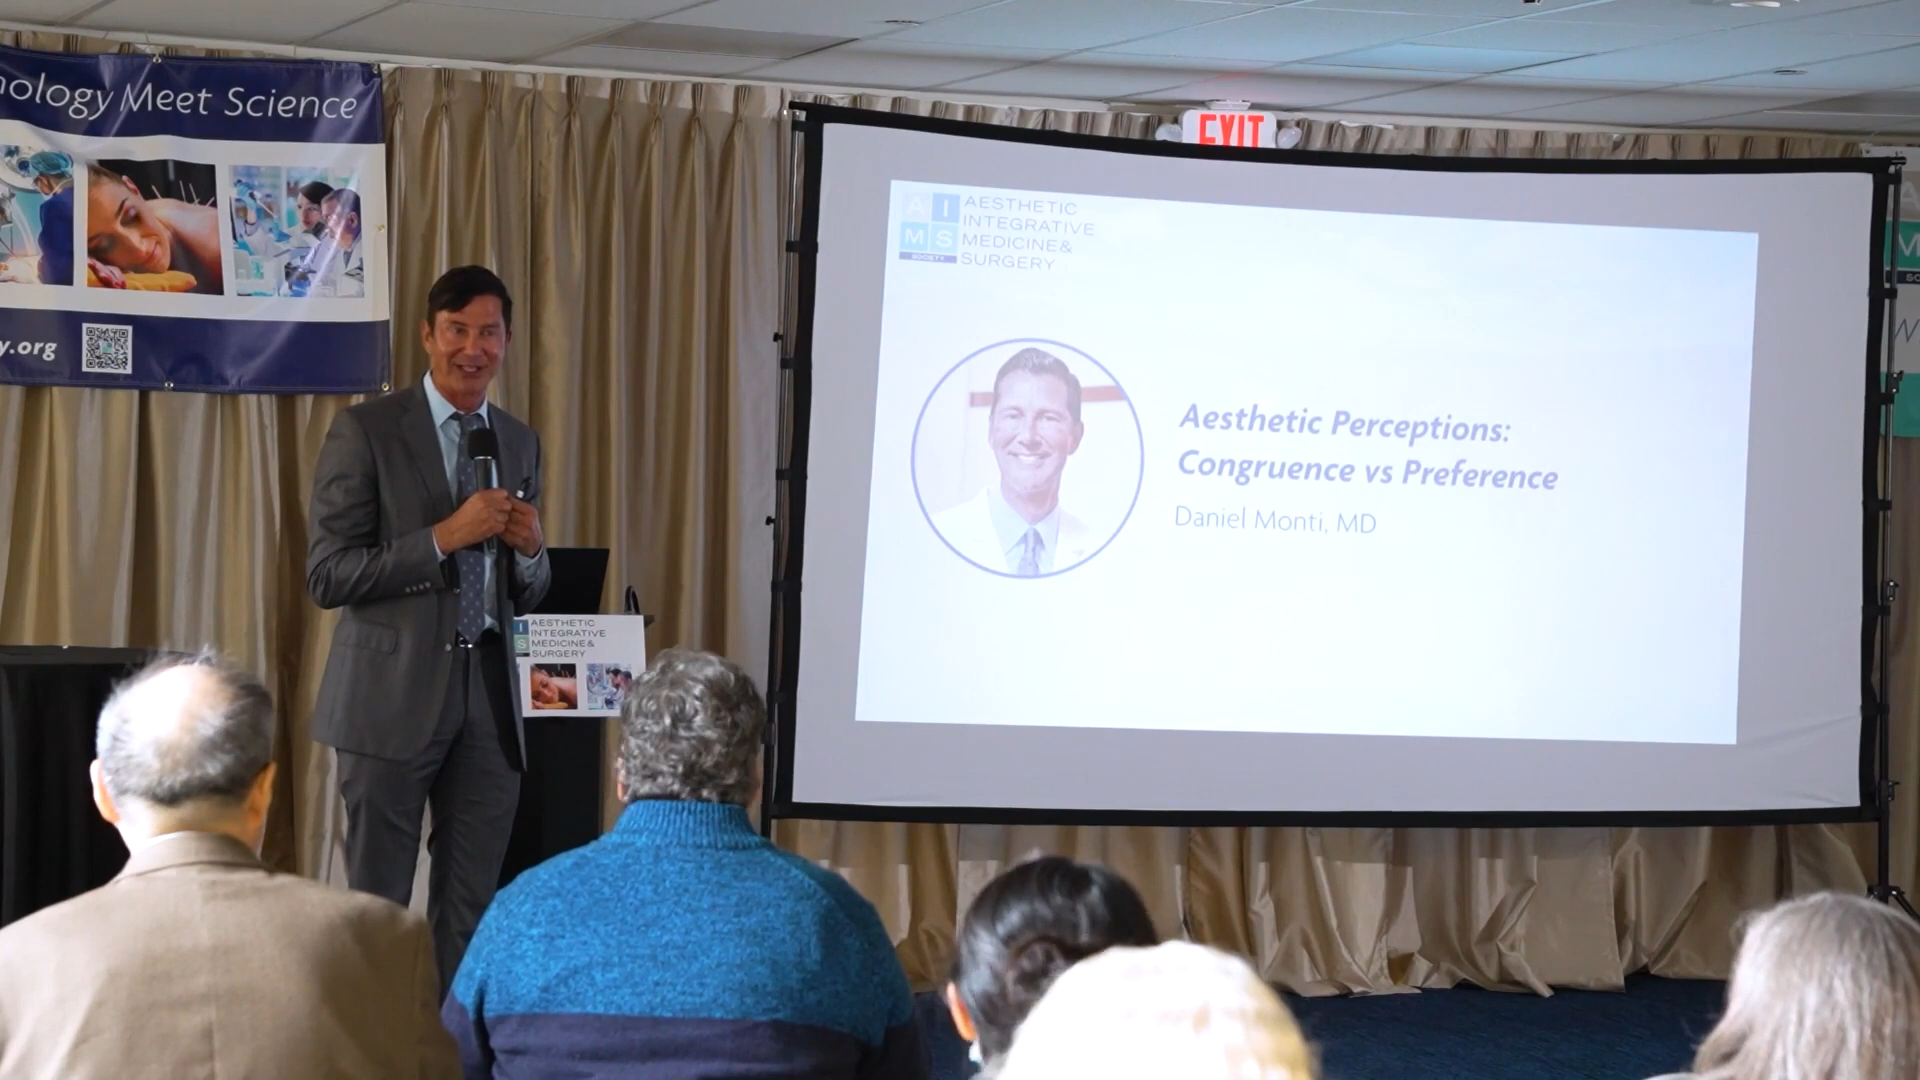 Meet Science
y.org
EXIT
A I
M S
SOCIETY
AESTHETIC
INTEGRATIVE
MEDICINE&
SURGERY
Aesthetic Perceptions:
Congruence vs Preference
Daniel Monti, MD
I
S
AESTHETIC
INTEGRATIVE
MEDICINE&
SURGERY